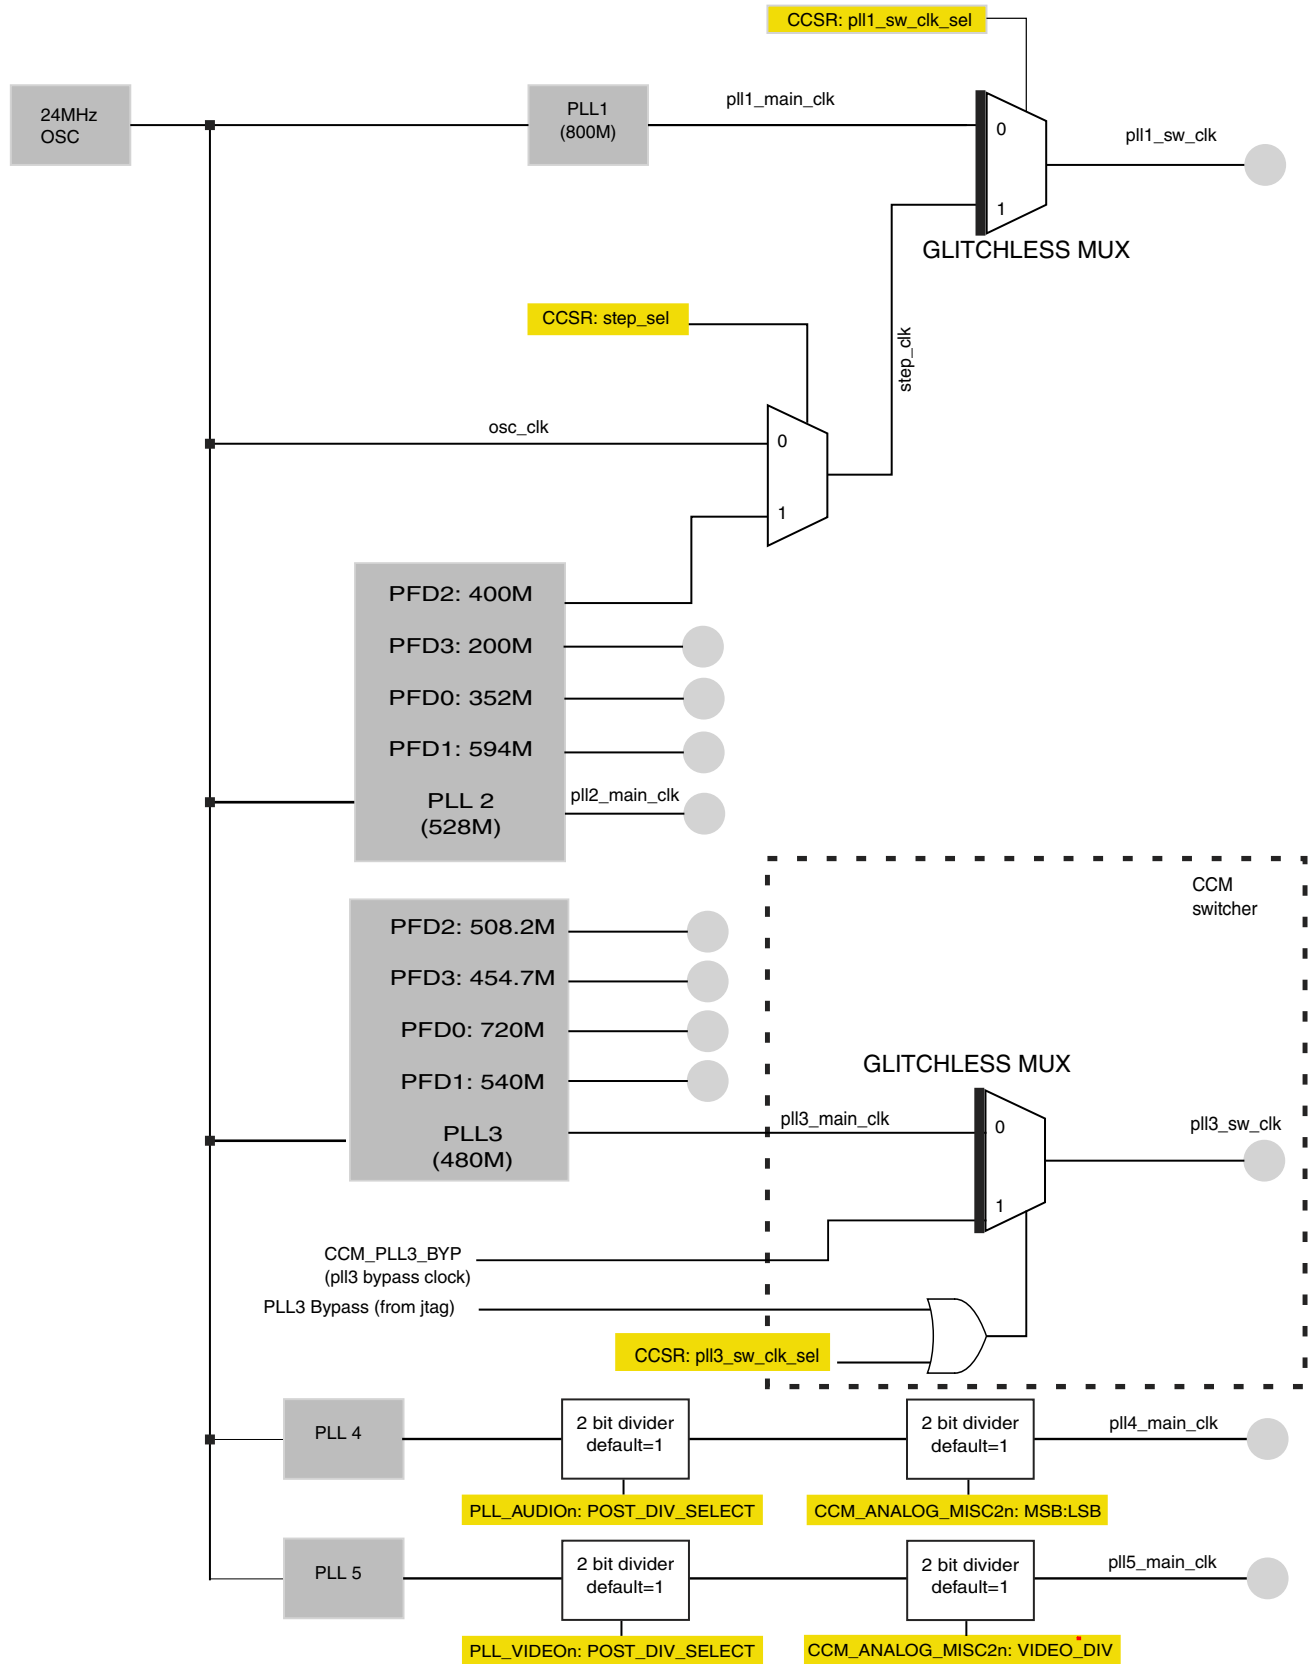 CCSR: pll1_sw_clk_sel
24MHz
OSC
PLL1
(800M)
pll1_main_clk
0
1
pll1_sw_clk
GLITCHLESS MUX
CCSR: step_sel
step_clk
osc_clk
0
1
PFD2: 400M
PFD3: 200M
PFD0: 352M
PFD1: 594M
PLL 2
(528M)
pll2_main_clk
CCM
switcher
PFD2: 508.2M
PFD3: 454.7M
PFD0: 720M
PFD1: 540M
PLL3
(480M)
GLITCHLESS MUX
pll3_main_clk
0
1
pll3_sw_clk
CCM_PLL3_BYP
(pll3 bypass clock)
PLL3 Bypass (from jtag)
CCSR: pll3_sw_clk_sel
PLL 4
2 bit divider
default=1
2 bit divider
default=1
pll4_main_clk
PLL_AUDIOn: POST_DIV_SELECT
CCM_ANALOG_MISC2n: MSB:LSB
PLL 5
2 bit divider
default=1
2 bit divider
default=1
pll5_main_clk
PLL_VIDEOn: POST_DIV_SELECT
CCM_ANALOG_MISC2n: VIDEO_DIV